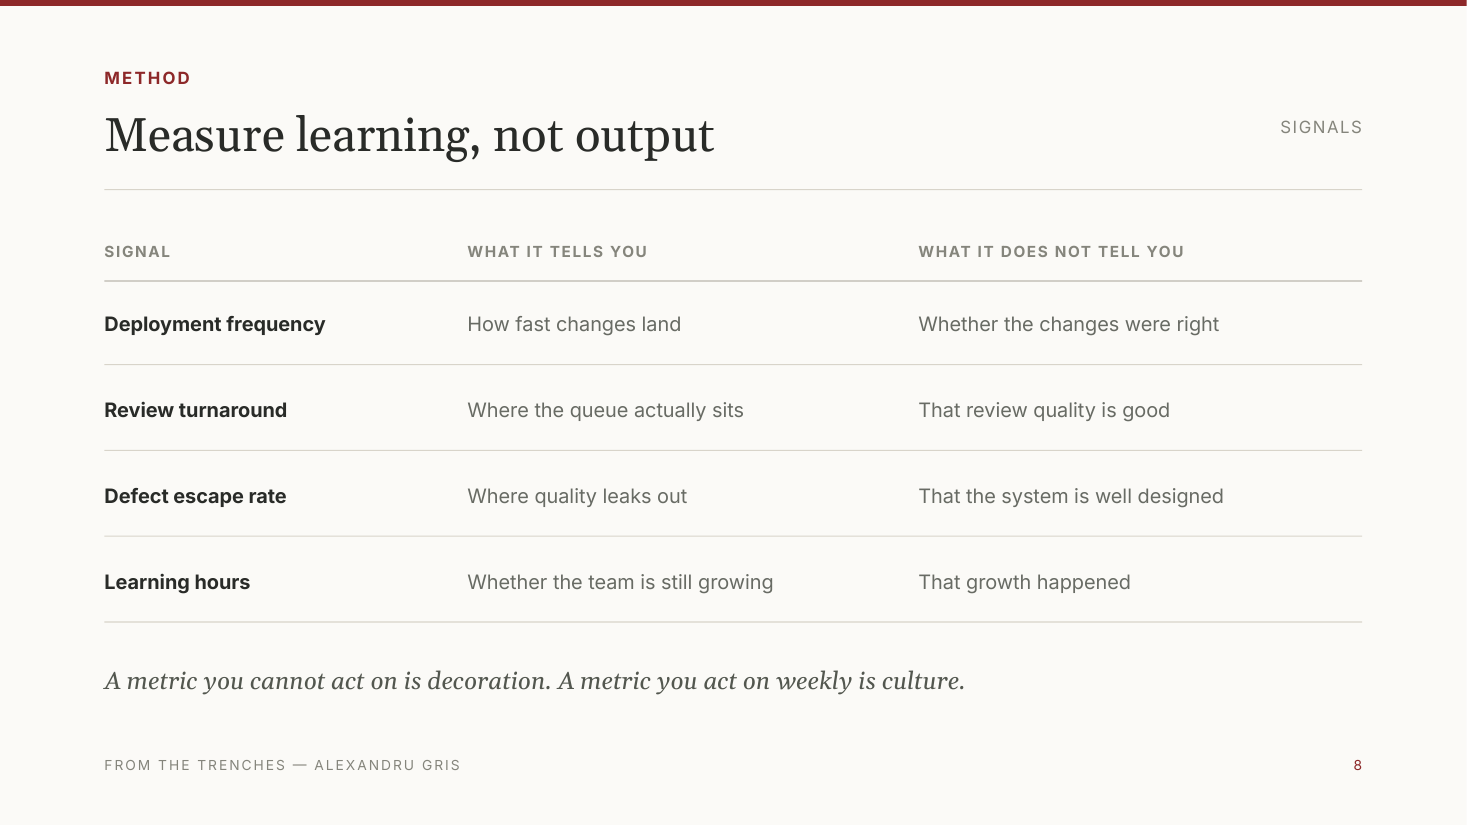 METHOD
Measure learning, not output
SIGNALS
SIGNAL WHAT IT TELLS YOU WHAT IT DOES NOT TELL YOU
Deployment frequency How fast changes land Whether the changes were right
Review turnaround Where the queue actually sits That review quality is good
Defect escape rate Where quality leaks out That the system is well designed
Learning hours Whether the team is still growing That growth happened
A metric you cannot act on is decoration. A metric you act on weekly is culture.
FROM THE TRENCHES — ALEXANDRU GRIS 8